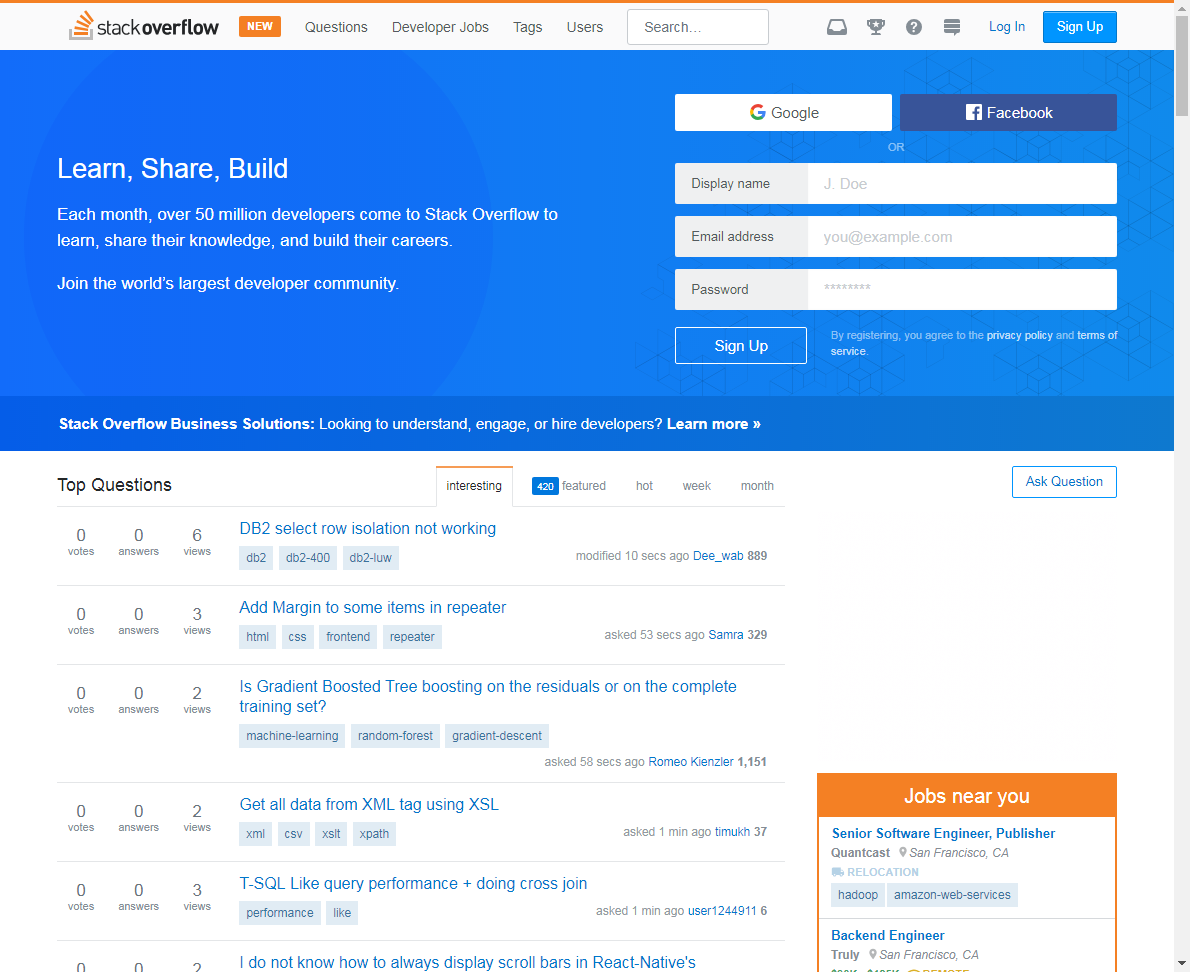 stack overflow NEW Questions Developer Jobs Tags Users Search... Log In Sign Up
Google Facebook
OR
Learn, Share, Build
Each month, over 50 million developers come to Stack Overflow to
learn, share their knowledge, and build their careers.
Join the world’s largest developer community.
Display name J. Doe
Email address you@example.com
Password ********
Sign Up
By registering, you agree to the privacy policy and terms of
service.
Stack Overflow Business Solutions: Looking to understand, engage, or hire developers? Learn more »
Top Questions interesting 420 featured hot week month
Ask Question
0 votes 0 answers 6 views
DB2 select row isolation not working
db2 db2-400 db2-luw
modified 10 secs ago Dee_wab 889
0 votes 0 answers 3 views
Add Margin to some items in repeater
html css frontend repeater
asked 53 secs ago Samra 329
0 votes 0 answers 2 views
Is Gradient Boosted Tree boosting on the residuals or on the complete
training set?
machine-learning random-forest gradient-descent
asked 58 secs ago Romeo Kienzler 1,151
0 votes 0 answers 2 views
Get all data from XML tag using XSL
xml csv xslt xpath
asked 1 min ago timukh 37
0 votes 0 answers 3 views
T-SQL Like query performance + doing cross join
performance like
asked 1 min ago user1244911 6
0 0 2
I do not know how to always display scroll bars in React-Native's
Jobs near you
Senior Software Engineer, Publisher
Quantcast San Francisco, CA
RELOCATION
hadoop amazon-web-services
Backend Engineer
Truly San Francisco, CA
REMOTE